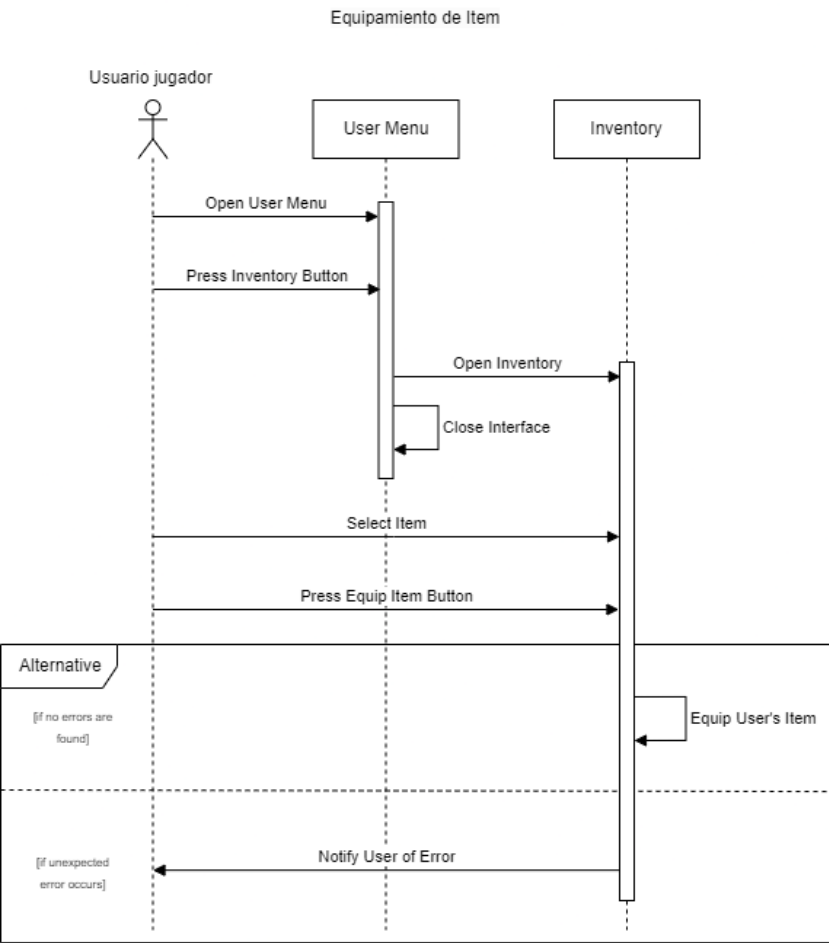 Equipamiento de Item
Usuario jugador
User Menu
Inventory
Open User Menu
Press Inventory Button
Open Inventory
Close Interface
Select Item
Press Equip Item Button
Alternative
[if no errors are
found]
Equip User's Item
Notify User of Error
[if unexpected
error occurs]